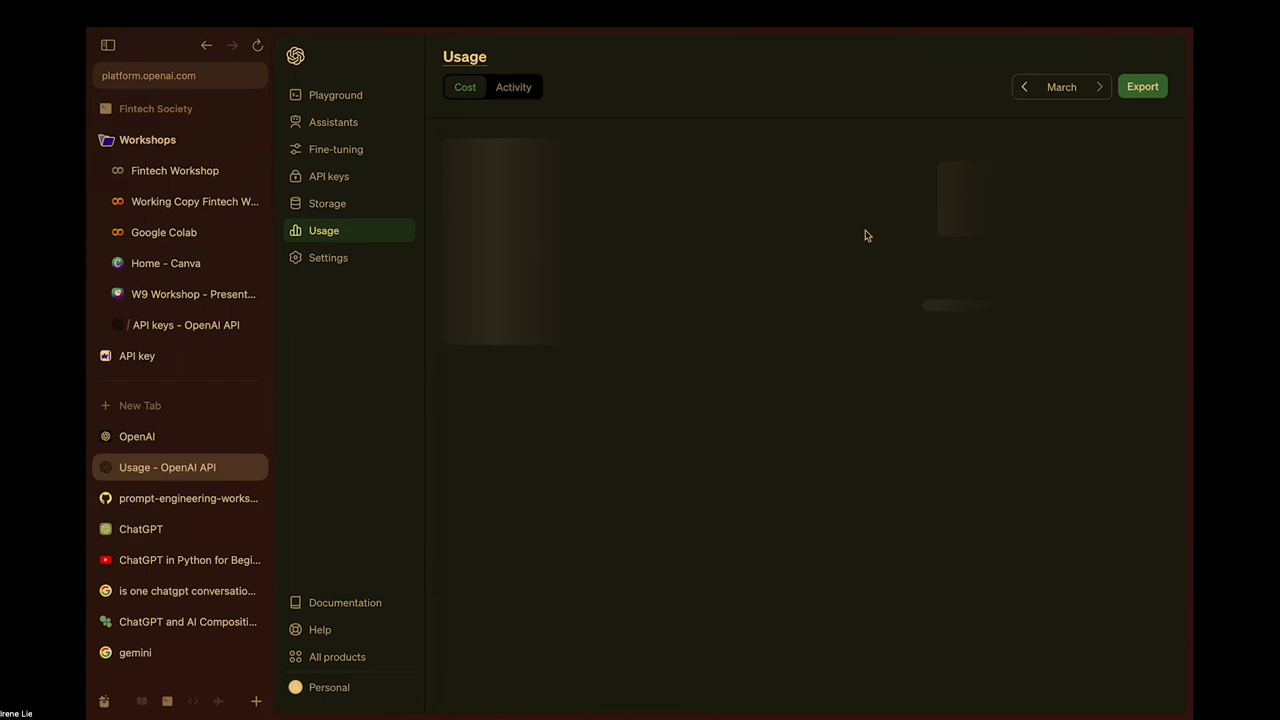 platform.openai.com
Fintech Society
Workshops
Fintech Workshop
Working Copy Fintech W...
Google Colab
Home - Canva
W9 Workshop - Present...
/ API keys - OpenAI API
API key
+ New Tab
OpenAI
Usage - OpenAI API
prompt-engineering-works...
ChatGPT
ChatGPT in Python for Begi...
is one chatgpt conversatio...
ChatGPT and AI Compositi...
gemini
Playground
Assistants
Fine-tuning
API keys
Storage
Usage
Settings
Documentation
Help
All products
Personal
Usage
Cost Activity
March
Export
Irene Lie